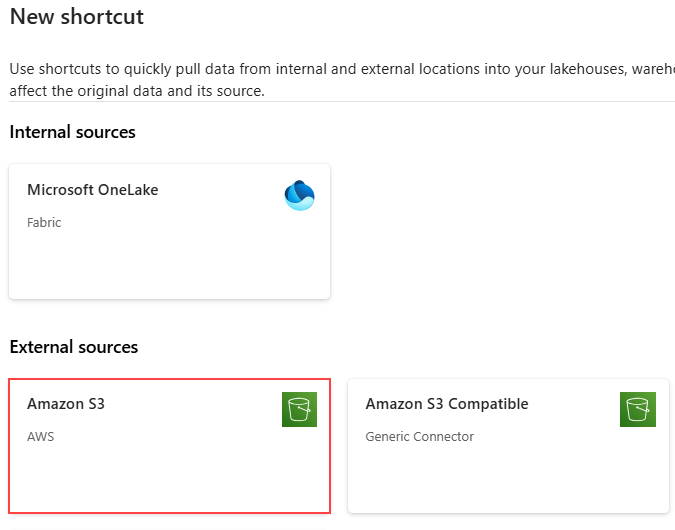 New shortcut
Use shortcuts to quickly pull data from internal and external locations into your lakehouses,
affect the original data and its source.
Internal sources
Microsoft OneLake
Fabric
External sources
Amazon S3
Amazon S3 Compatible
AWS
Generic Connector